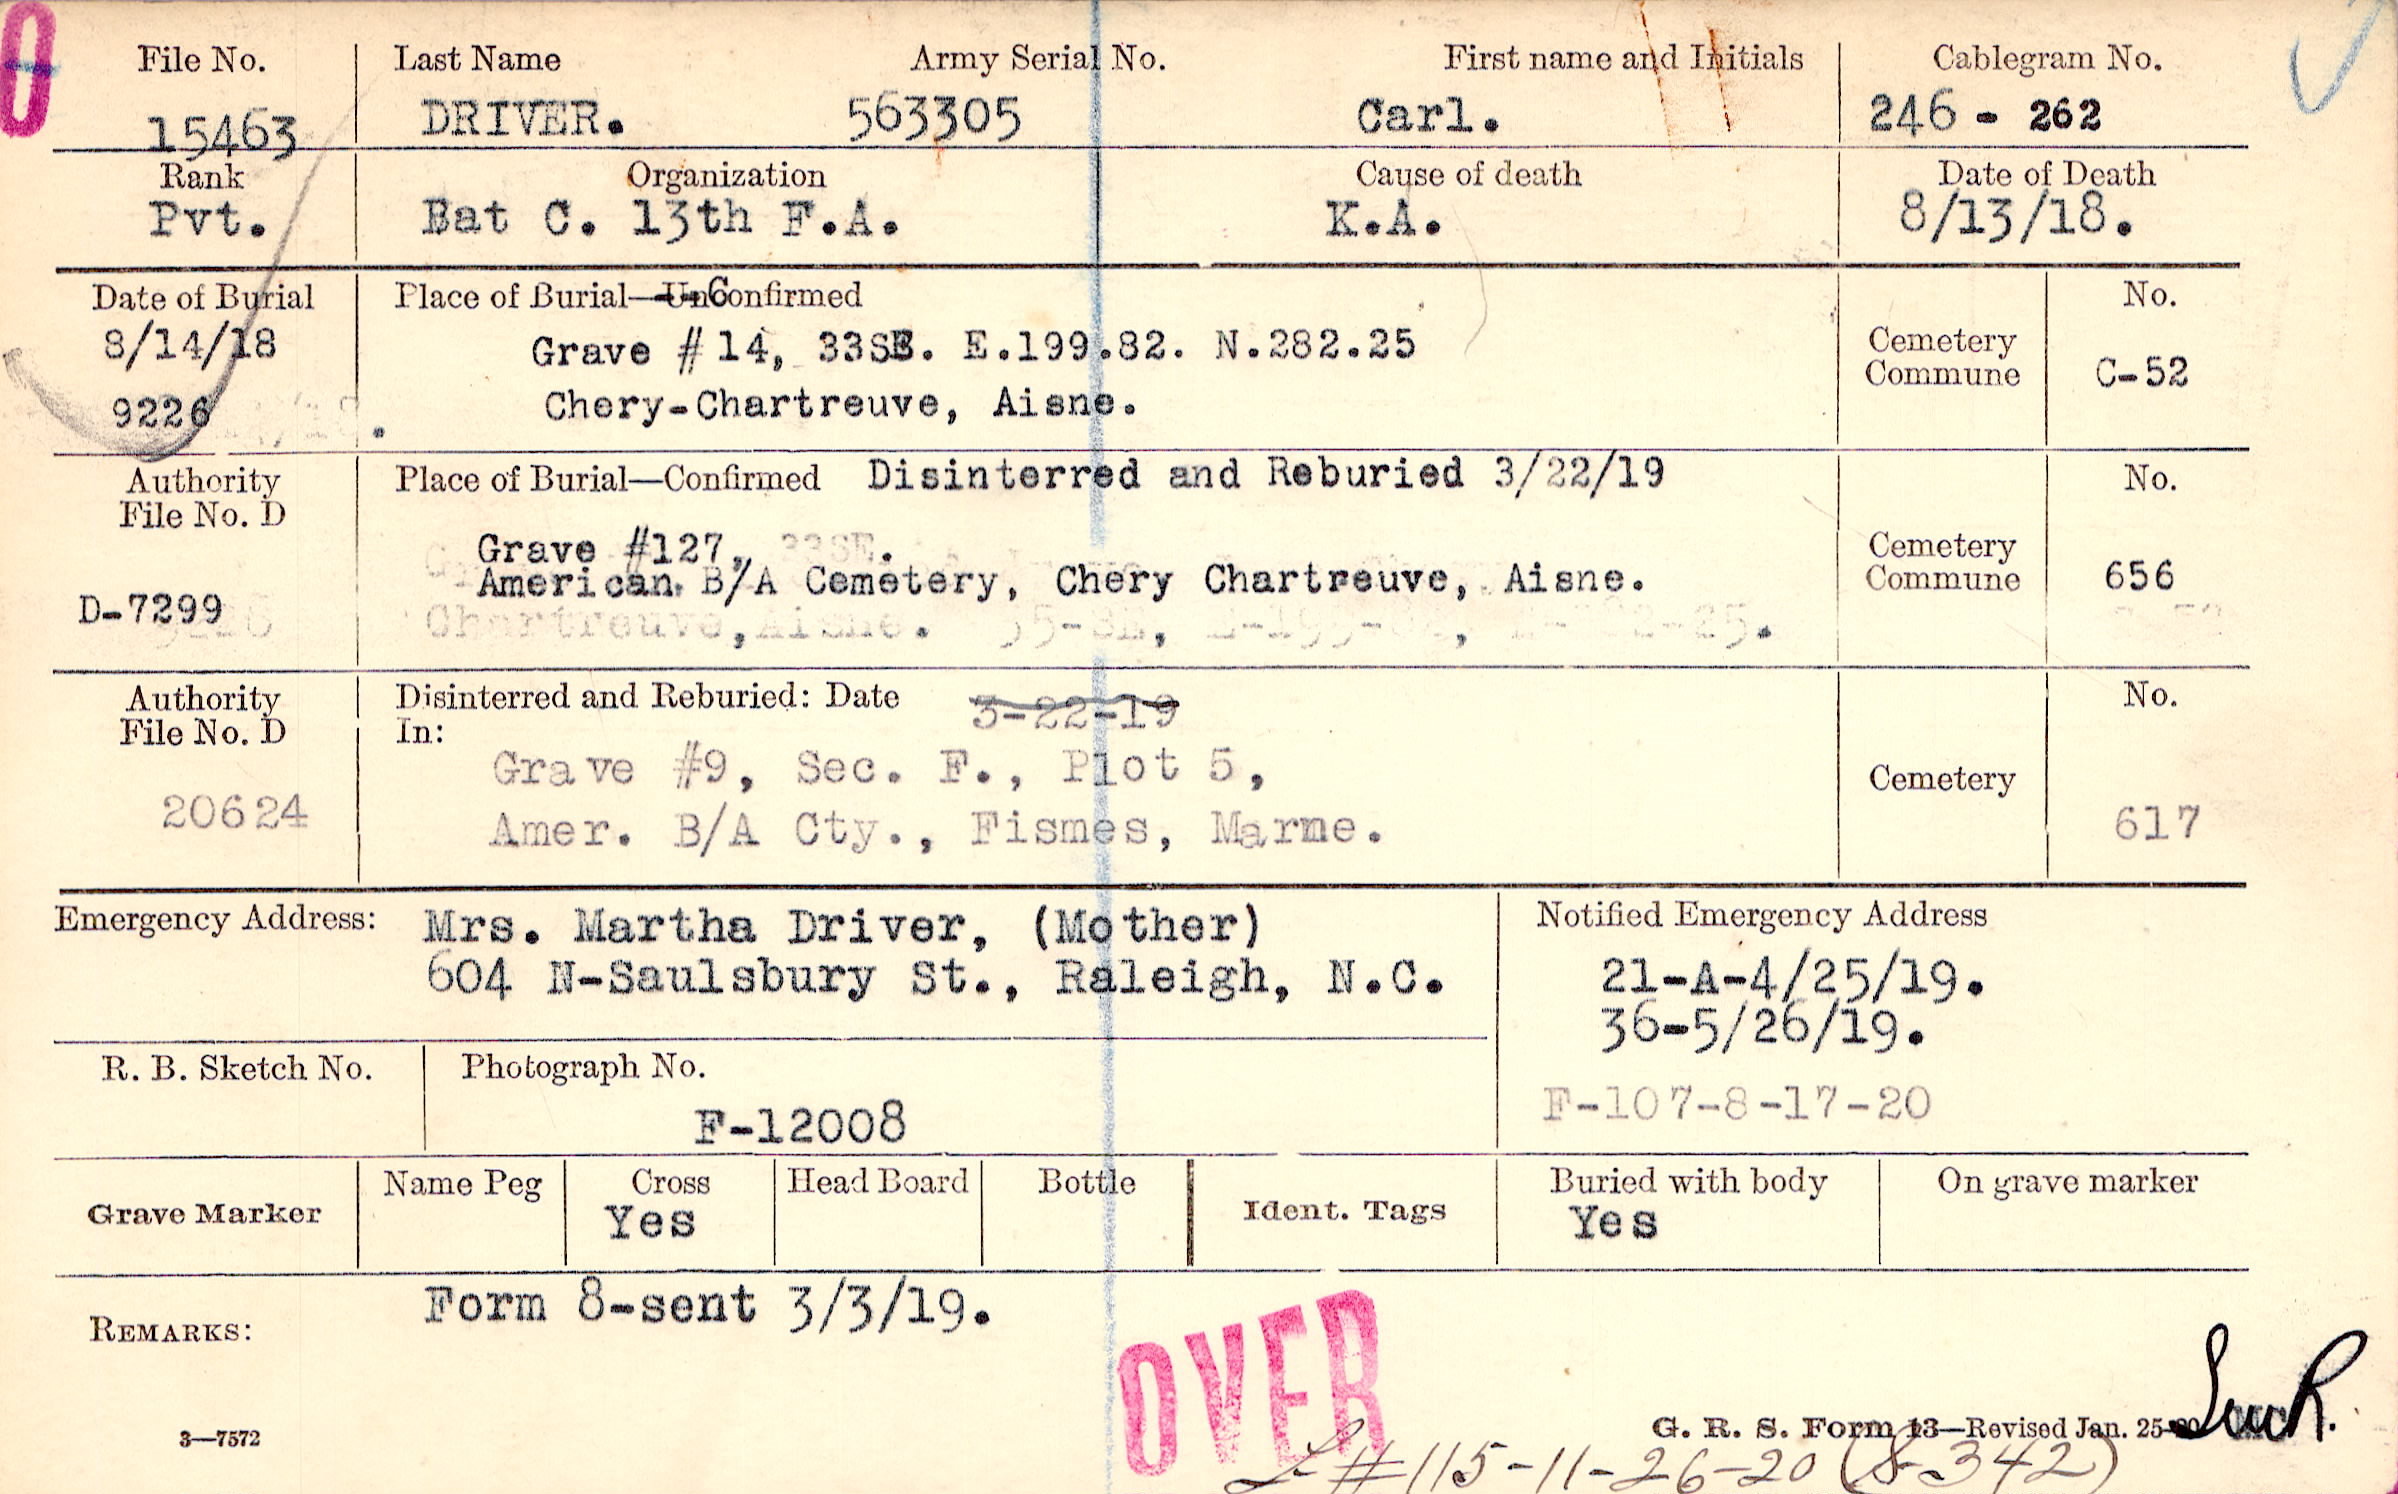 File No. Last Name Army Serial No. First name and Initials Cablegram No.
15463 DRIVER. 563305 Carl. 246 - 262
Rank Organization Cause of death Date of Death
Pvt. Bat C. 13th F.A. K.A. 8/13/18.
Date of Burial Place of Burial—UnConfirmed No.
8/14/18 Grave #14, 33SE. E.199.82. N.282.25 Cemetery
Commune C-52
9226 Chery-Chartreuve, Aisne.
Authority Place of Burial—Confirmed Disinterred and Reburied 3/22/19 No.
File No. D
Grave #127, 33SE. Cemetery
American B/A Cemetery, Chery Chartreuve, Aisne. Commune 656
D-7299
Chartreuve, Aisne.
Authority Disinterred and Reburied: Date 3-22-19 No.
File No. D In:
Grave #9, Sec. F., Plot 5, Cemetery
20624 Amer. B/A Cty., Fismes, Marne. 617
Emergency Address: Mrs. Martha Driver, (Mother) Notified Emergency Address
604 N-Saulsbury St., Raleigh, N.C. 21-A-4/25/19.
36-5/26/19.
R. B. Sketch No. Photograph No.
F-12008 F-107-8-17-20
Grave Marker Name Peg Cross Head Board Bottle Ident. Tags Buried with body On grave marker
Yes Yes
REMARKS: Form 8-sent 3/3/19.
OVER
3—7572 G. R. S. Form 13—Revised Jan. 25-
#115-11-26-20 (8-342)